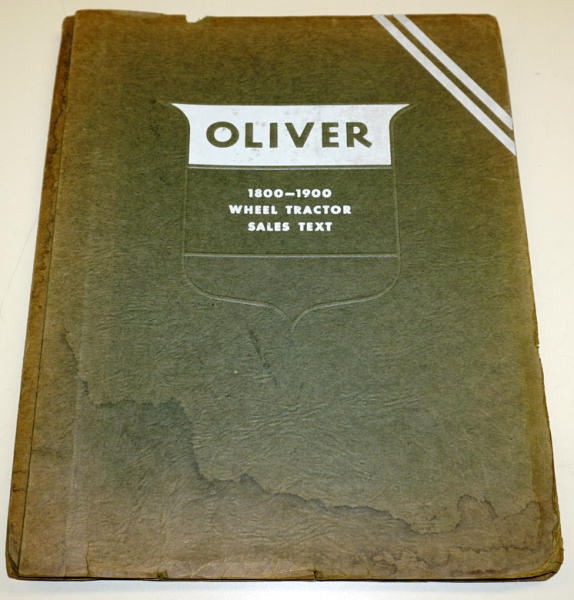 OLIVER
1800—1900
WHEEL TRACTOR
SALES TEXT